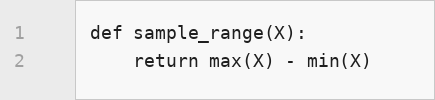 1 def sample_range(X):
2     return max(X) - min(X)